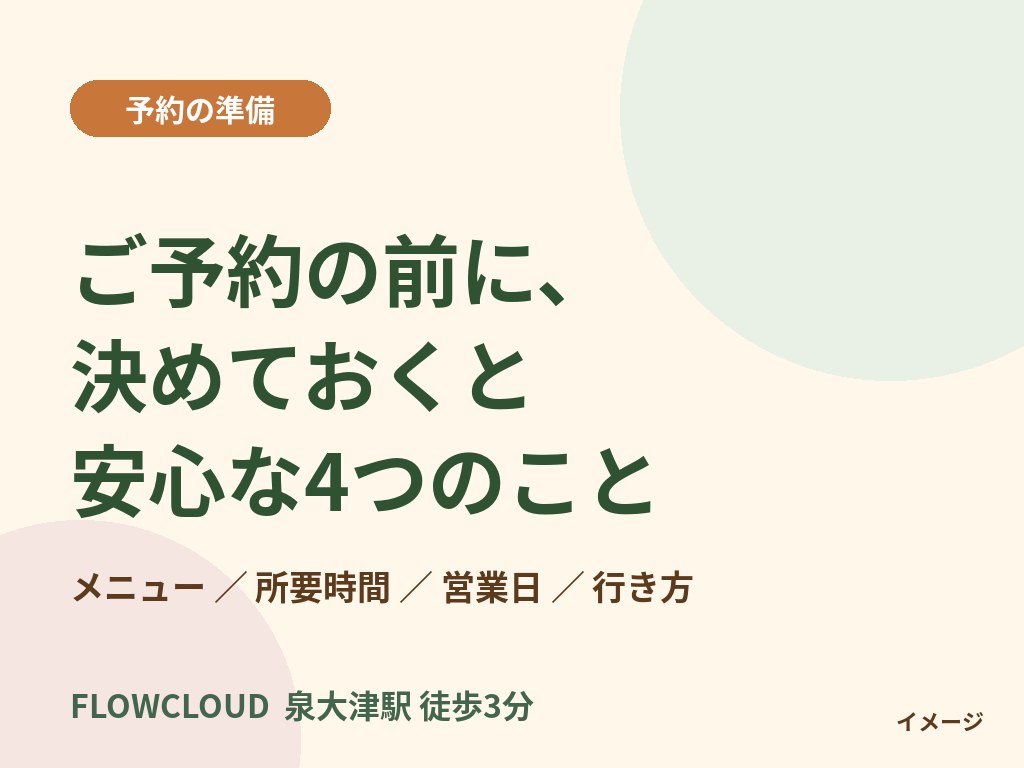 予約の準備
ご予約の前に、
決めておくと
安心な4つのこと
メニュー ／ 所要時間 ／ 営業日 ／ 行き方
FLOWCLOUD 泉大津駅 徒歩3分
イメージ